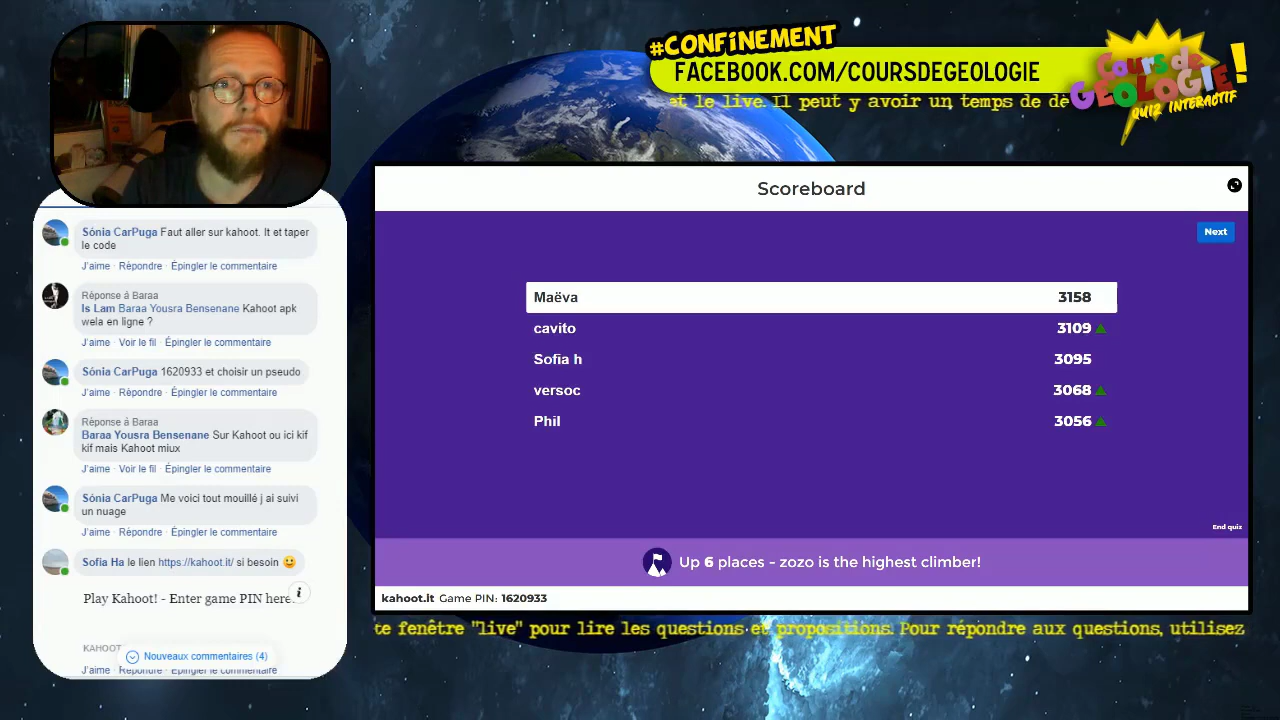 #CONFİNEMENT
FACEBOOK.COM/COURSDEGEOLOGIE
Cours de
GEOLOGIE!
QUIZ INTERACTIF
et le live. Il peut y avoir un temps de dè
Scoreboard
Next
Maëva 3158
cavito 3109
Sofia h 3095
versoc 3068
Phil 3056
End quiz
Up 6 places - zozo is the highest climber!
kahoot.it Game PIN: 1620933
te fenêtre "live" pour lire les questions et propositions. Pour répondre aux questions, utilisez
Sónia CarPuga Faut aller sur kahoot. It et taper
le code
J'aime · Répondre · Épingler le commentaire
Réponse à Baraa
Is Lam Baraa Yousra Bensenane Kahoot apk
wela en ligne ?
J'aime · Voir le fil · Épingler le commentaire
Sónia CarPuga 1620933 et choisir un pseudo
J'aime · Répondre · Épingler le commentaire
Réponse à Baraa
Baraa Yousra Bensenane Sur Kahoot ou ici kif
kif mais Kahoot miux
J'aime · Voir le fil · Épingler le commentaire
Sónia CarPuga Me voici tout mouillé j ai suivi
un nuage
J'aime · Répondre · Épingler le commentaire
Sofia Ha le lien https://kahoot.it/ si besoin
Play Kahoot! - Enter game PIN here
KAHOOT
Nouveaux commentaires (4)
J'aime · Répondre · Épingler le commentaire